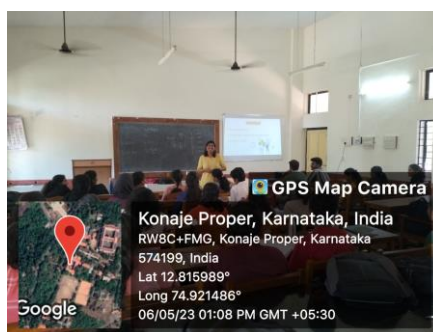 GPS Map Camera
Konaje Proper, Karnataka, India
RW8C+FMG, Konaje Proper, Karnataka
574199, India
Lat 12.815989°
Long 74.921486°
06/05/23 01:08 PM GMT +05:30
Google